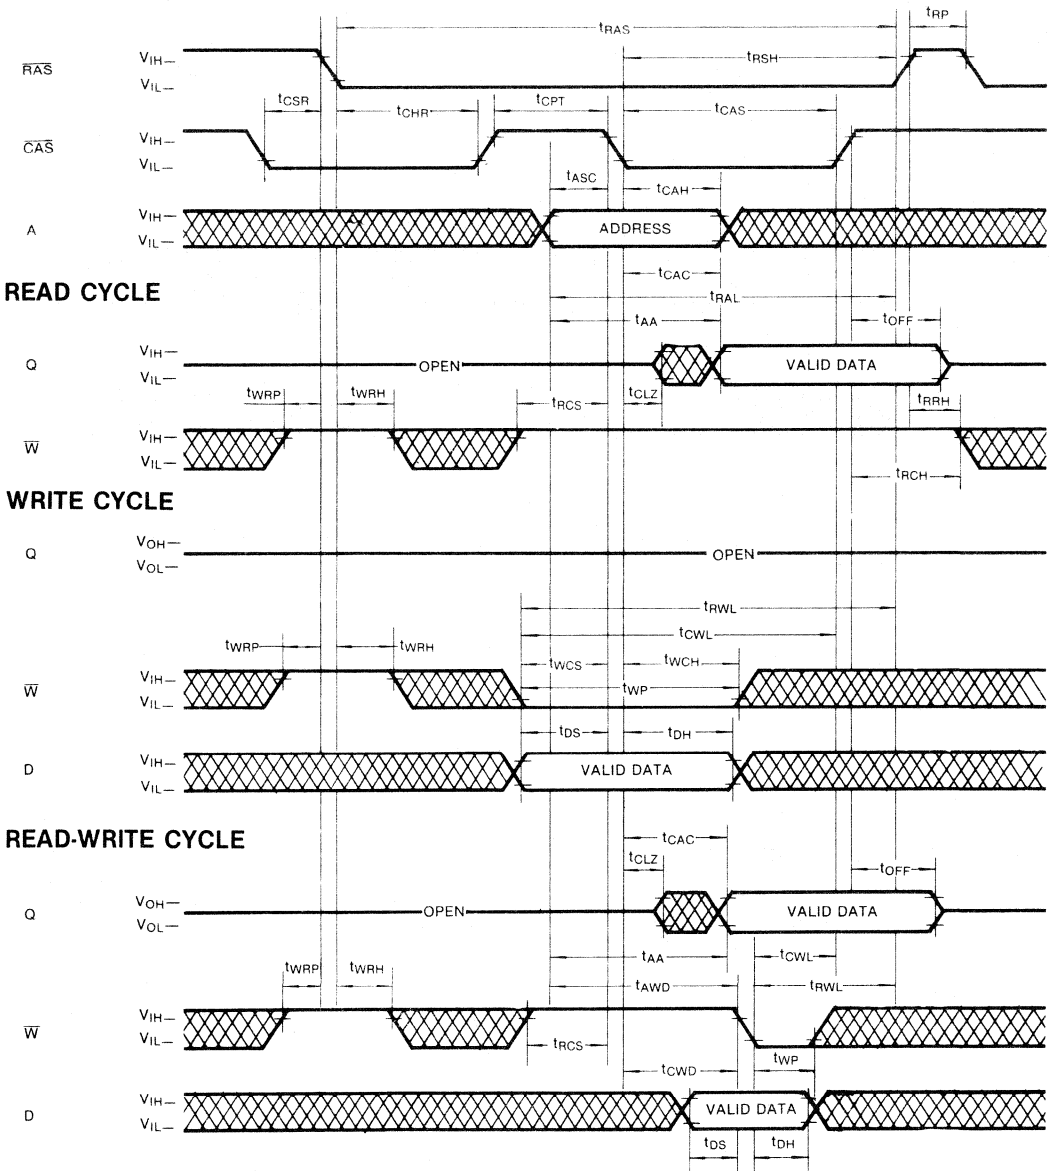 tRAS tRP
RAS VIH VIL tRSH
tCSR tCHR tCPT tCAS
CAS VIH VIL
tASC tCAH
A VIH VIL ADDRESS
tCAC
READ CYCLE tRAL
tAA tOFF
Q VIH VIL OPEN VALID DATA
tWRP tWRH tRCS tCLZ tRRH
W VIH VIL
tRCH
WRITE CYCLE
Q VOH VOL OPEN
tRWL
tWRP tWRH tCWL
tWCS tWCH
W VIH VIL tWP
tDS tDH
D VIH VIL VALID DATA
READ-WRITE CYCLE tCAC
tCLZ tOFF
Q VOH VOL OPEN VALID DATA
tWRP tWRH tAA tCWL
tAWD tRWL
W VIH VIL
tRCS tCWD tWP
D VIH VIL VALID DATA
tDS tDH